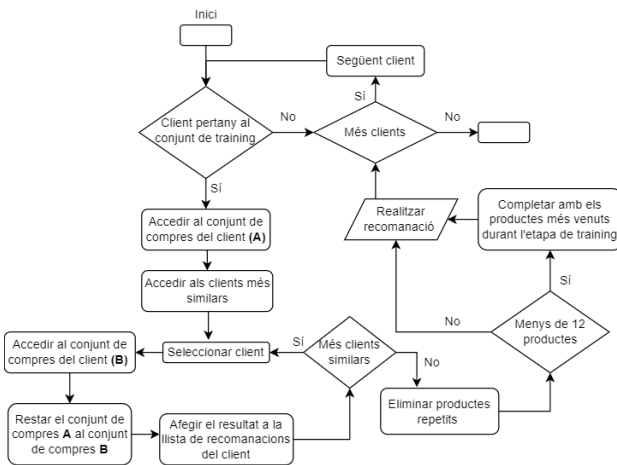 Inici
Següent client
Sí
Client pertany al
conjunt de training
No
Més clients
No
Sí
Accedir al conjunt de
compres del client (A)
Realitzar
recomanació
Completar amb els
productes més venuts
durant l'etapa de training
Accedir als clients més
similars
Sí
No
Menys de 12
productes
Accedir al conjunt de
compres del client (B)
Seleccionar client
Sí
Més clients
similars
No
Eliminar productes
repetits
Restar el conjunt de
compres A al conjunt
de compres B
Afegir el resultat a la
llista de recomanacions
del client